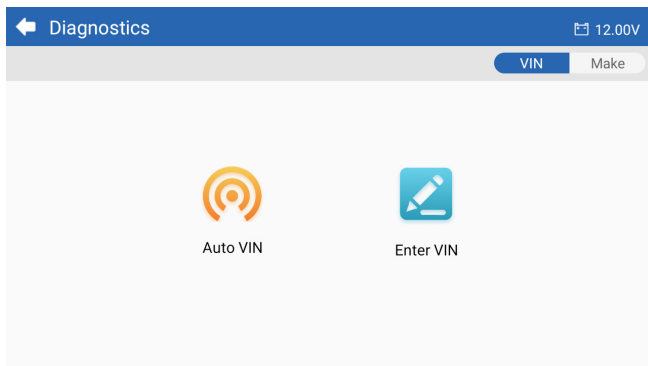 Diagnostics
12.00V
VIN
Make
Auto VIN
Enter VIN